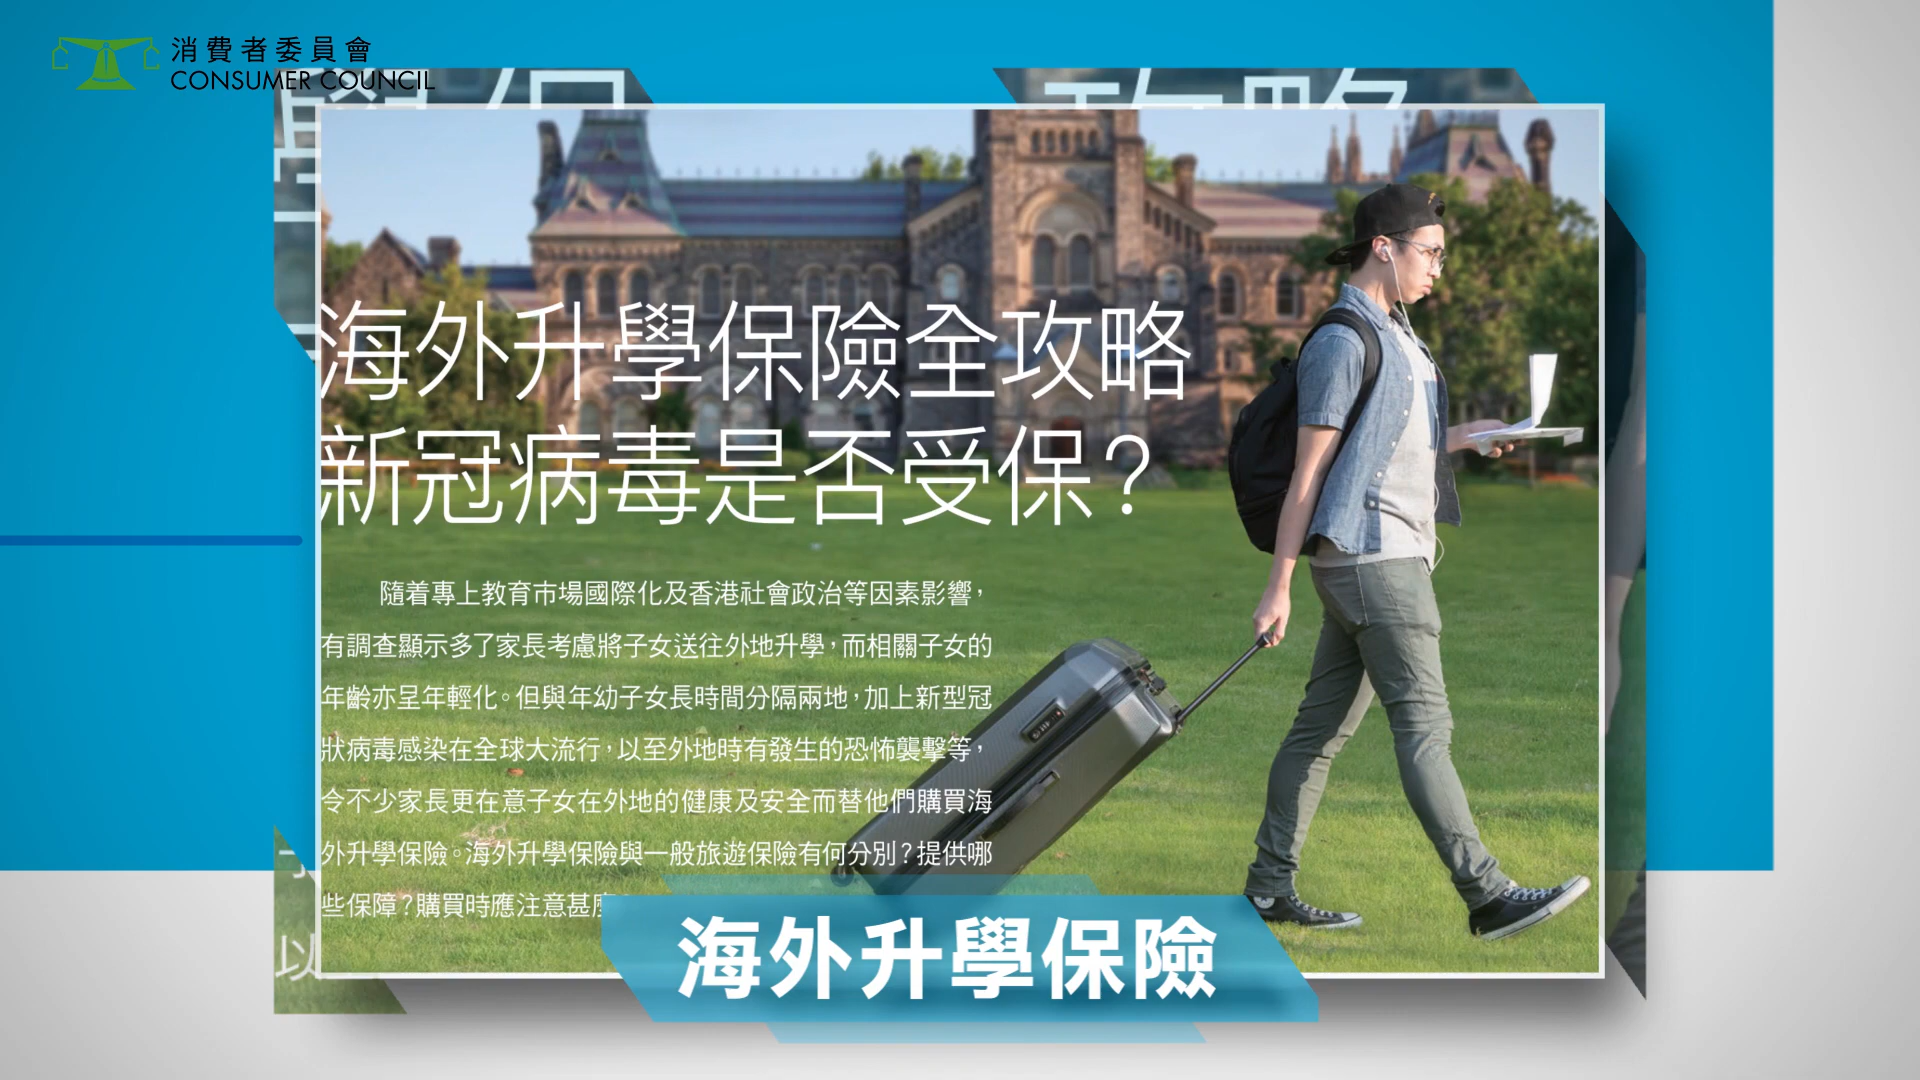 消費者委員會
CONSUMER COUNCIL
海外升學保險全攻略
新冠病毒是否受保?
隨着專上教育市場國際化及香港社會政治等因素影響,
有調查顯示多了家長考慮將子女送往外地升學,而相關子女的
年齡亦呈年輕化。但與年幼子女長時間分隔兩地,加上新型冠
狀病毒感染在全球大流行,以至外地時有發生的恐怖襲擊等,
令不少家長更在意子女在外地的健康及安全而替他們購買海
外升學保險。海外升學保險與一般旅遊保險有何分別?提供哪
些保障?購買時應注意甚麼
海外升學保險